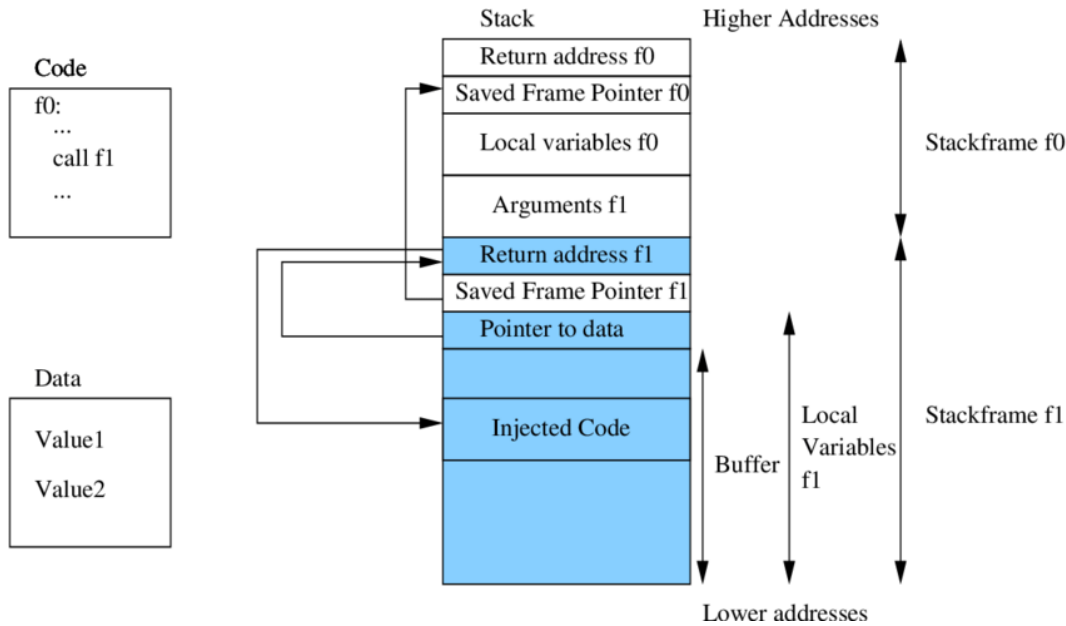 Stack
Higher Addresses
Return address f0
Code
Saved Frame Pointer f0
f0:
...
call f1
...
Local variables f0
Stackframe f0
Arguments f1
Return address f1
Saved Frame Pointer f1
Pointer to data
Data
Value1
Value2
Injected Code
Buffer
Local
Variables
f1
Stackframe f1
Lower addresses